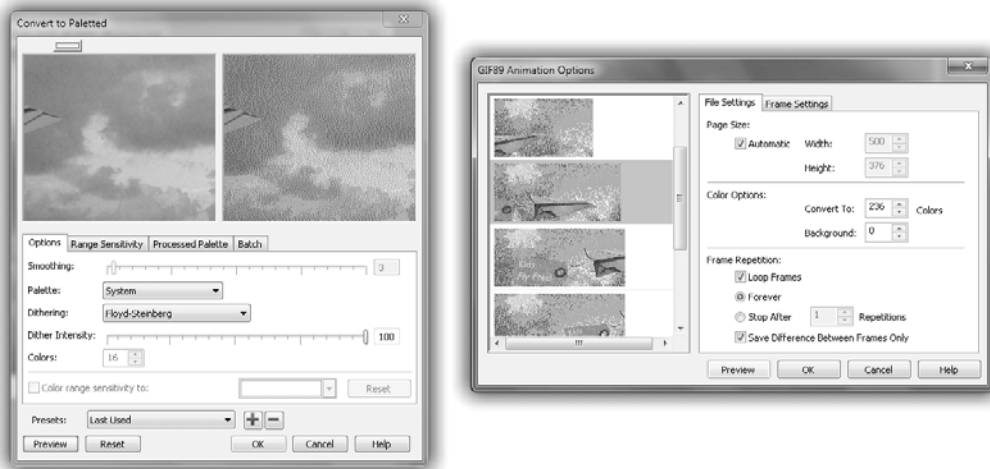 Convert to Paletted
Options Range Sensitivity Processed Palette Batch
Smoothing: 3
Palette: System
Dithering: Floyd-Steinberg
Dither Intensity: 100
Colors: 16
Color range sensitivity to: Reset
Presets: Last Used
Preview Reset OK Cancel Help
GIF89 Animation Options
File Settings Frame Settings
Page Size:
Automatic Width: 500
Height: 376
Color Options:
Convert To: 236 Colors
Background: 0
Frame Repetition:
Loop Frames
Forever
Stop After 1 Repetitions
Save Difference Between Frames Only
Preview OK Cancel Help
Kids
Fly Free!